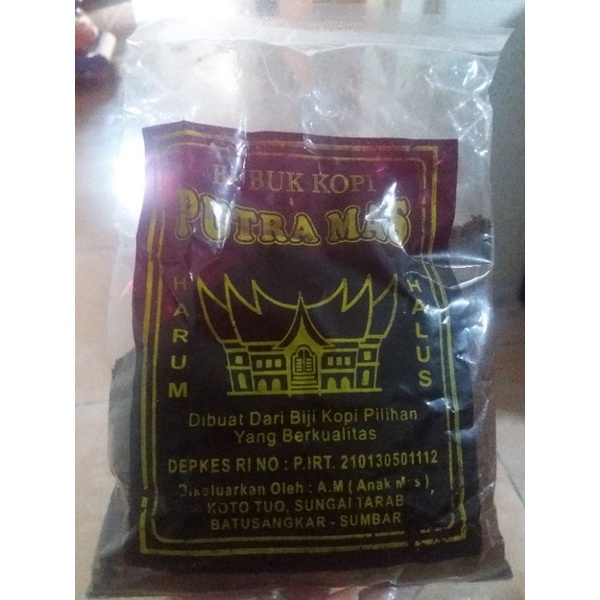 BUBUK KOPI
PUTRA MAS
HARUM
HALUS
Dibuat Dari Biji Kopi Pilihan
Yang Berkualitas
DEPKES RI NO : P.IRT. 210130501112
Dikeluarkan Oleh : A.M ( Anak Mas )
KOTO TUO, SUNGAI TARAB
BATUSANGKAR - SUMBAR